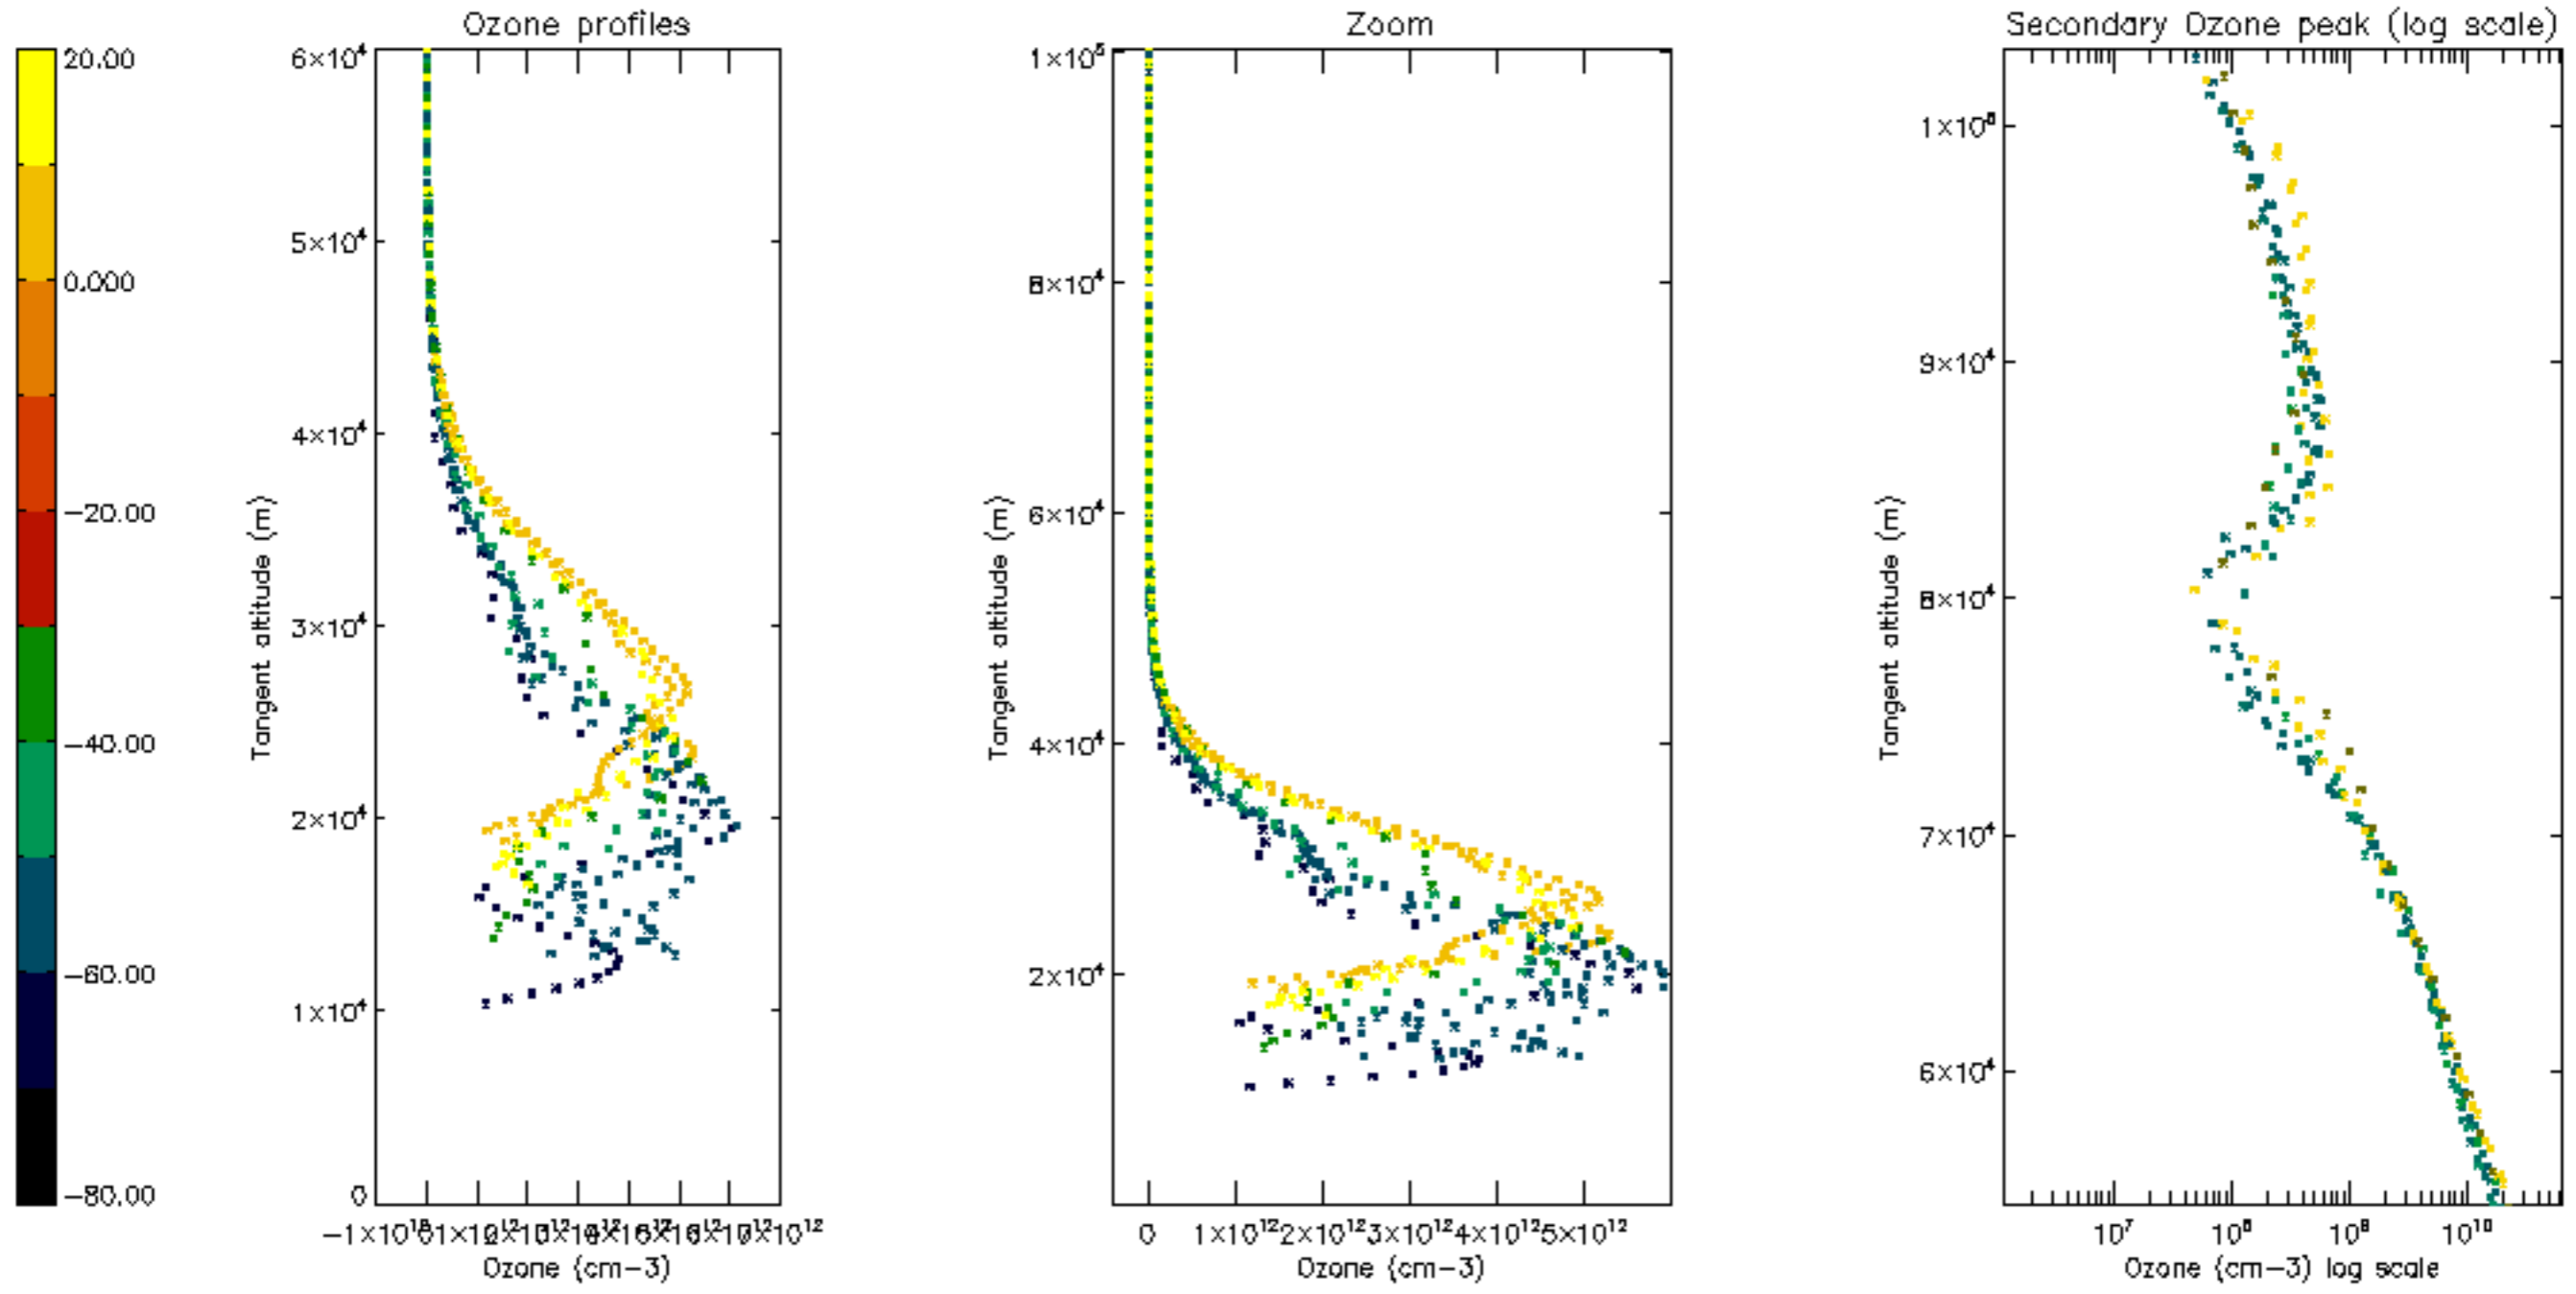 Ozone profiles
Zoom
Secondary Ozone peak (log scale)
20.00
0.000
−20.00
−40.00
−60.00
−80.00
6×10⁴
5×10⁴
4×10⁴
3×10⁴
2×10⁴
1×10⁴
0
Tangent altitude (m)
Ozone (cm−3)
1×10⁵
8×10⁴
6×10⁴
4×10⁴
2×10⁴
Tangent altitude (m)
0 1×10¹² 2×10¹² 3×10¹² 4×10¹² 5×10¹²
Ozone (cm−3)
1×10⁵
9×10⁴
8×10⁴
7×10⁴
6×10⁴
Tangent altitude (m)
10⁷ 10⁸ 10⁹ 10¹⁰
Ozone (cm−3) log scale